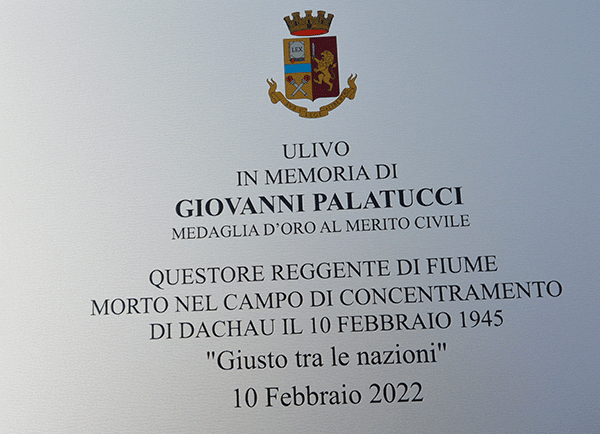 LEX
ULIVO
IN MEMORIA DI
GIOVANNI PALATUCCI
MEDAGLIA D'ORO AL MERITO CIVILE
QUESTORE REGGENTE DI FIUME
MORTO NEL CAMPO DI CONCENTRAMENTO
DI DACHAU IL 10 FEBBRAIO 1945
"Giusto tra le nazioni"
10 Febbraio 2022